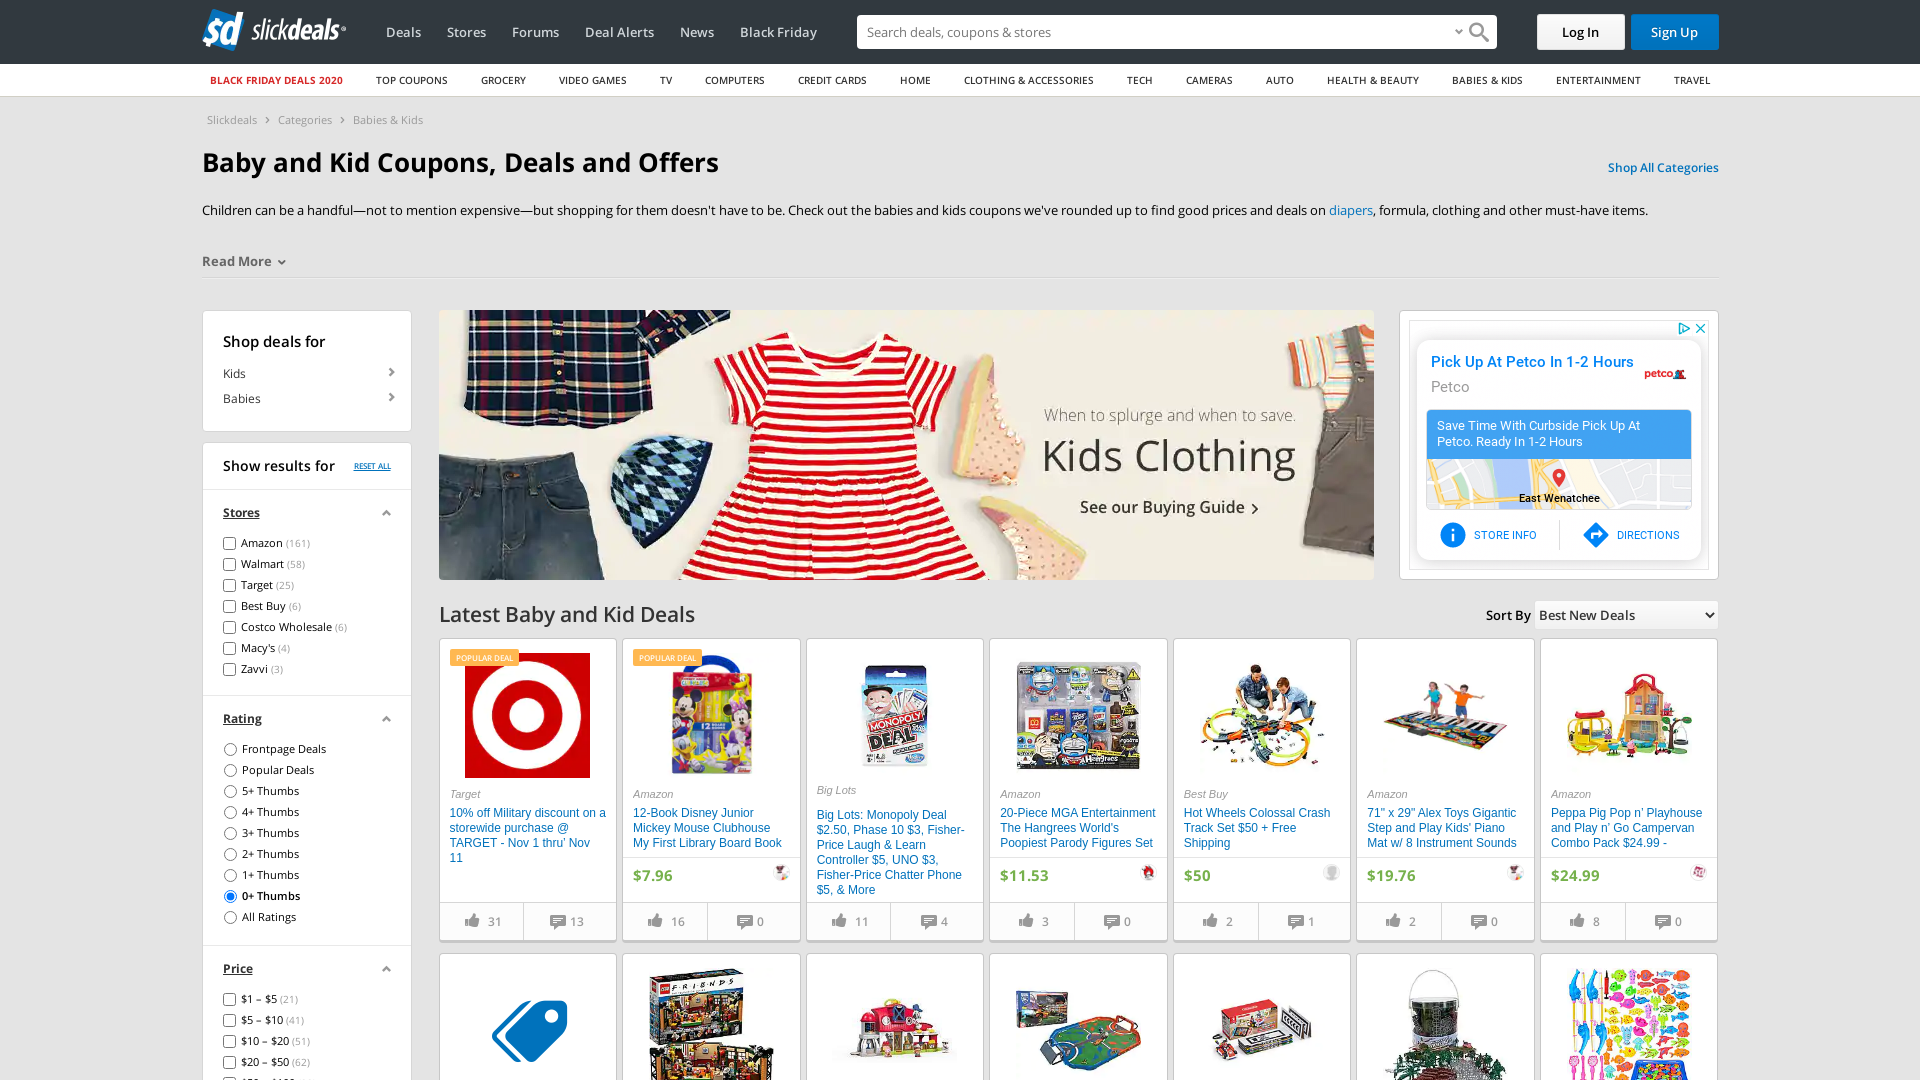 slickdeals
Deals Stores Forums Deal Alerts News Black Friday
Search deals, coupons & stores
Log In
Sign Up
BLACK FRIDAY DEALS 2020 TOP COUPONS GROCERY VIDEO GAMES TV COMPUTERS CREDIT CARDS HOME CLOTHING & ACCESSORIES TECH CAMERAS AUTO HEALTH & BEAUTY BABIES & KIDS ENTERTAINMENT TRAVEL
Slickdeals > Categories > Babies & Kids
Baby and Kid Coupons, Deals and Offers
Shop All Categories
Children can be a handful—not to mention expensive—but shopping for them doesn't have to be. Check out the babies and kids coupons we've rounded up to find good prices and deals on diapers, formula, clothing and other must-have items.
Read More
Shop deals for
Kids
Babies
Show results for
RESET ALL
Stores
Amazon (161)
Walmart (58)
Target (25)
Best Buy (6)
Costco Wholesale (6)
Macy's (4)
Zavvi (3)
Rating
Frontpage Deals
Popular Deals
5+ Thumbs
4+ Thumbs
3+ Thumbs
2+ Thumbs
1+ Thumbs
0+ Thumbs
All Ratings
Price
$1 – $5 (21)
$5 – $10 (41)
$10 – $20 (51)
$20 – $50 (62)
When to splurge and when to save.
Kids Clothing
See our Buying Guide
Pick Up At Petco In 1-2 Hours
Petco
petco
Save Time With Curbside Pick Up At
Petco. Ready In 1-2 Hours
East Wenatchee
STORE INFO
DIRECTIONS
Latest Baby and Kid Deals
Sort By Best New Deals
POPULAR DEAL
Target
10% off Military discount on a
storewide purchase @
TARGET - Nov 1 thru' Nov
11
31
13
POPULAR DEAL
Amazon
12-Book Disney Junior
Mickey Mouse Clubhouse
My First Library Board Book
$7.96
16
0
MONOPOLY
DEAL
Big Lots
Big Lots: Monopoly Deal
$2.50, Phase 10 $3, Fisher-
Price Laugh & Learn
Controller $5, UNO $3,
Fisher-Price Chatter Phone
$5, & More
11
4
Amazon
20-Piece MGA Entertainment
The Hangrees World's
Poopiest Parody Figures Set
$11.53
3
0
Best Buy
Hot Wheels Colossal Crash
Track Set $50 + Free
Shipping
$50
2
1
Amazon
71" x 29" Alex Toys Gigantic
Step and Play Kids' Piano
Mat w/ 8 Instrument Sounds
$19.76
2
0
Amazon
Peppa Pig Pop n' Playhouse
and Play n' Go Campervan
Combo Pack $24.99 -
$24.99
8
0
FRIENDS